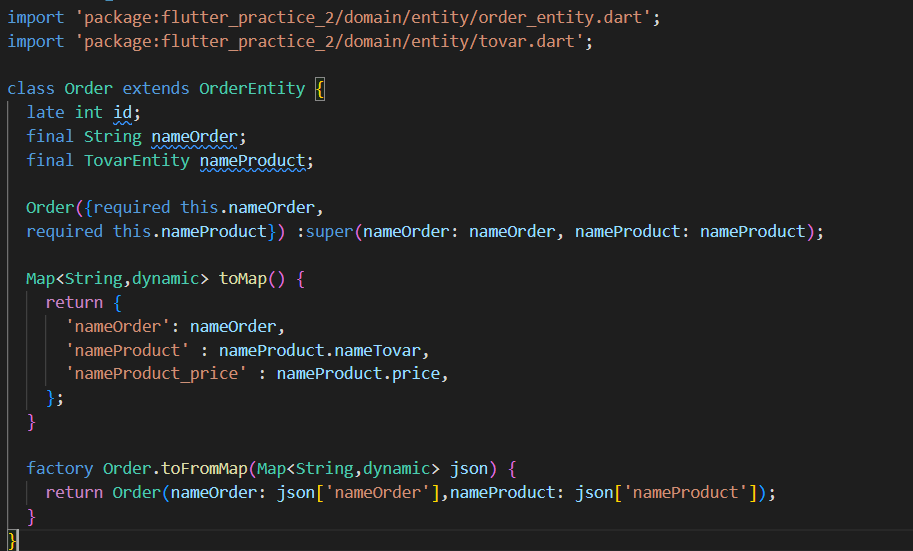 import 'package:flutter_practice_2/domain/entity/order_entity.dart';
import 'package:flutter_practice_2/domain/entity/tovar.dart';
class Order extends OrderEntity {
late int id;
final String nameOrder;
final TovarEntity nameProduct;
Order({required this.nameOrder,
required this.nameProduct}) :super(nameOrder: nameOrder, nameProduct: nameProduct);
Map<String,dynamic> toMap() {
return {
'nameOrder': nameOrder,
'nameProduct' : nameProduct.nameTovar,
'nameProduct_price' : nameProduct.price,
};
}
factory Order.toFromMap(Map<String,dynamic> json) {
return Order(nameOrder: json['nameOrder'],nameProduct: json['nameProduct']);
}
}